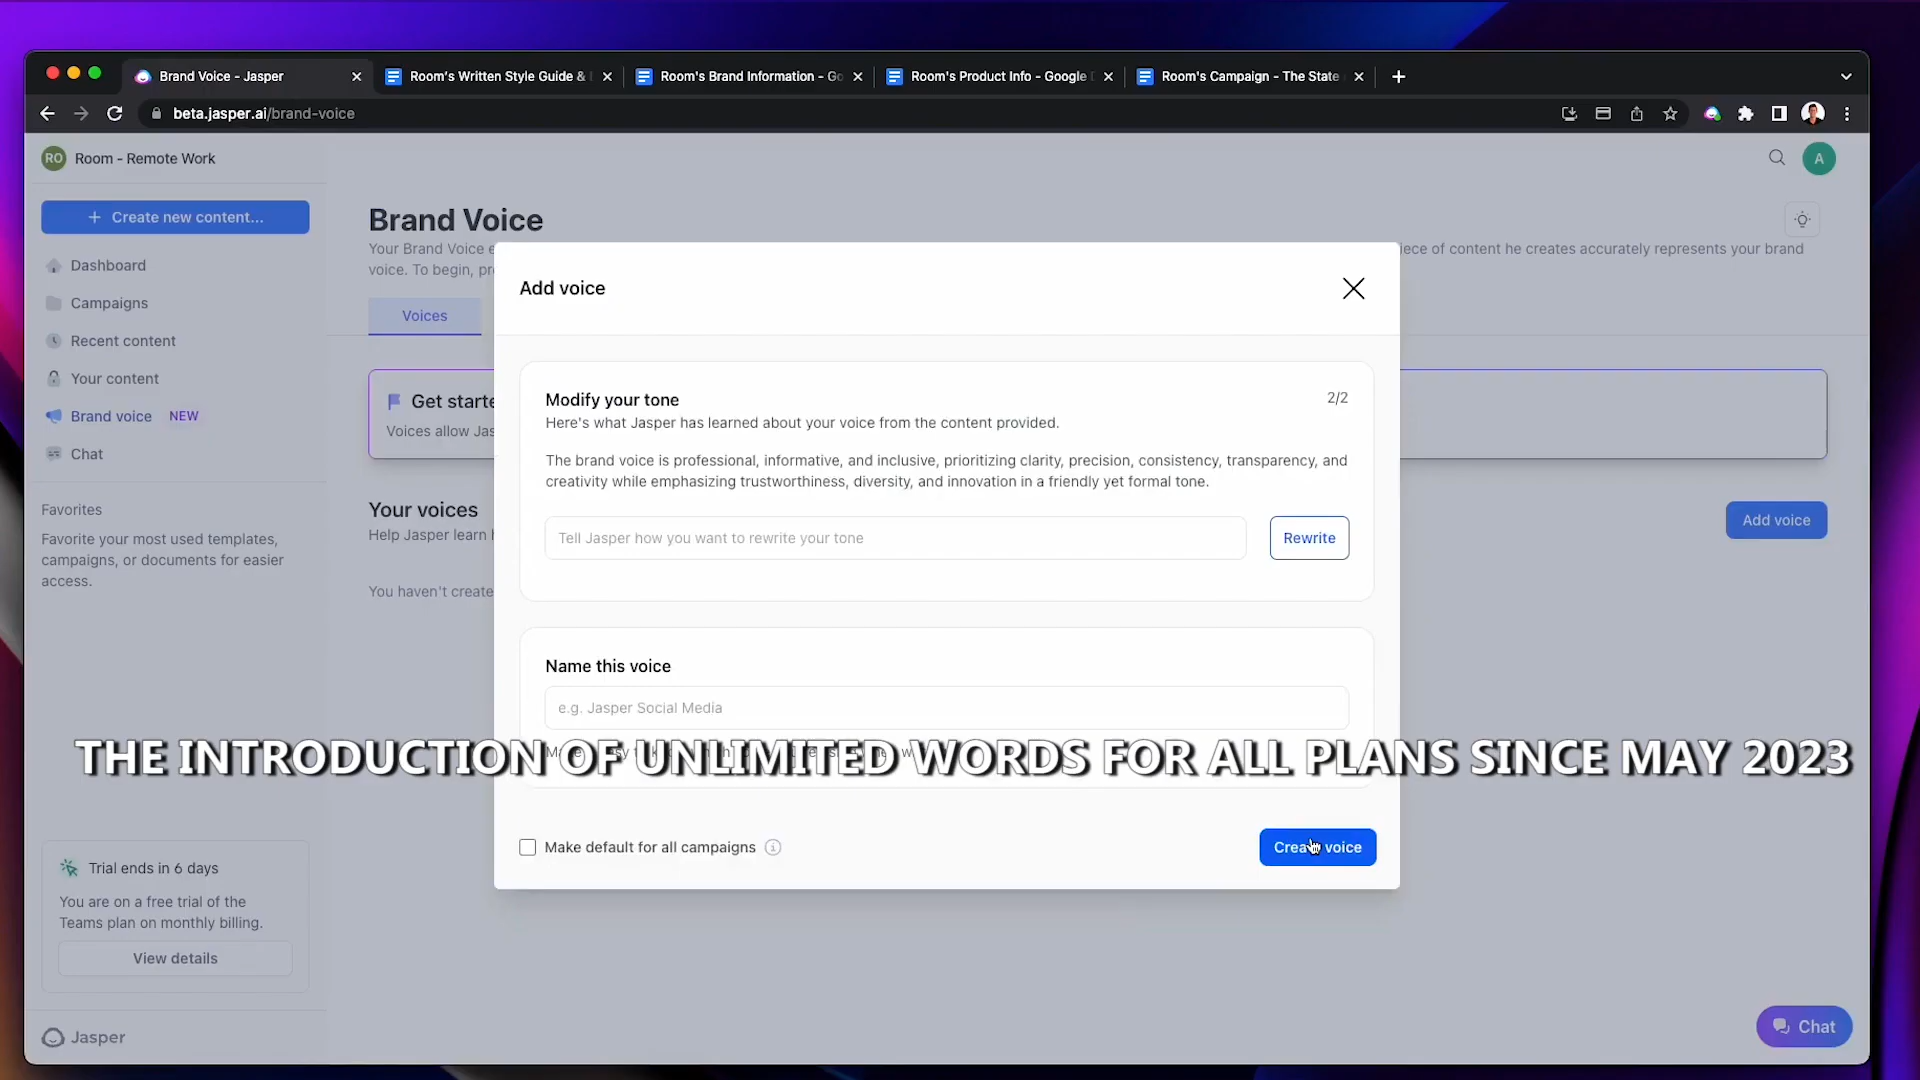 Brand Voice - Jasper
Room's Written Style Guide &
Room's Brand Information - Go
Room's Product Info - Google
Room's Campaign - The State
beta.jasper.ai/brand-voice
RO Room - Remote Work
A
+ Create new content...
Dashboard
Campaigns
Recent content
Your content
Brand voice NEW
Chat
Favorites
Favorite your most used templates,
campaigns, or documents for easier
access.
Trial ends in 6 days
You are on a free trial of the
Teams plan on monthly billing.
View details
Jasper
Brand Voice
Your Brand Voice e
iece of content he creates accurately represents your brand
voice. To begin, pr
Voices
Get starte
Voices allow Jas
Your voices
Help Jasper learn h
Add voice
You haven't create
Add voice
Modify your tone
2/2
Here's what Jasper has learned about your voice from the content provided.
The brand voice is professional, informative, and inclusive, prioritizing clarity, precision, consistency, transparency, and
creativity while emphasizing trustworthiness, diversity, and innovation in a friendly yet formal tone.
Tell Jasper how you want to rewrite your tone
Rewrite
Name this voice
e.g. Jasper Social Media
THE INTRODUCTION OF UNLIMITED WORDS FOR ALL PLANS SINCE MAY 2023
Make default for all campaigns
Create voice
Chat